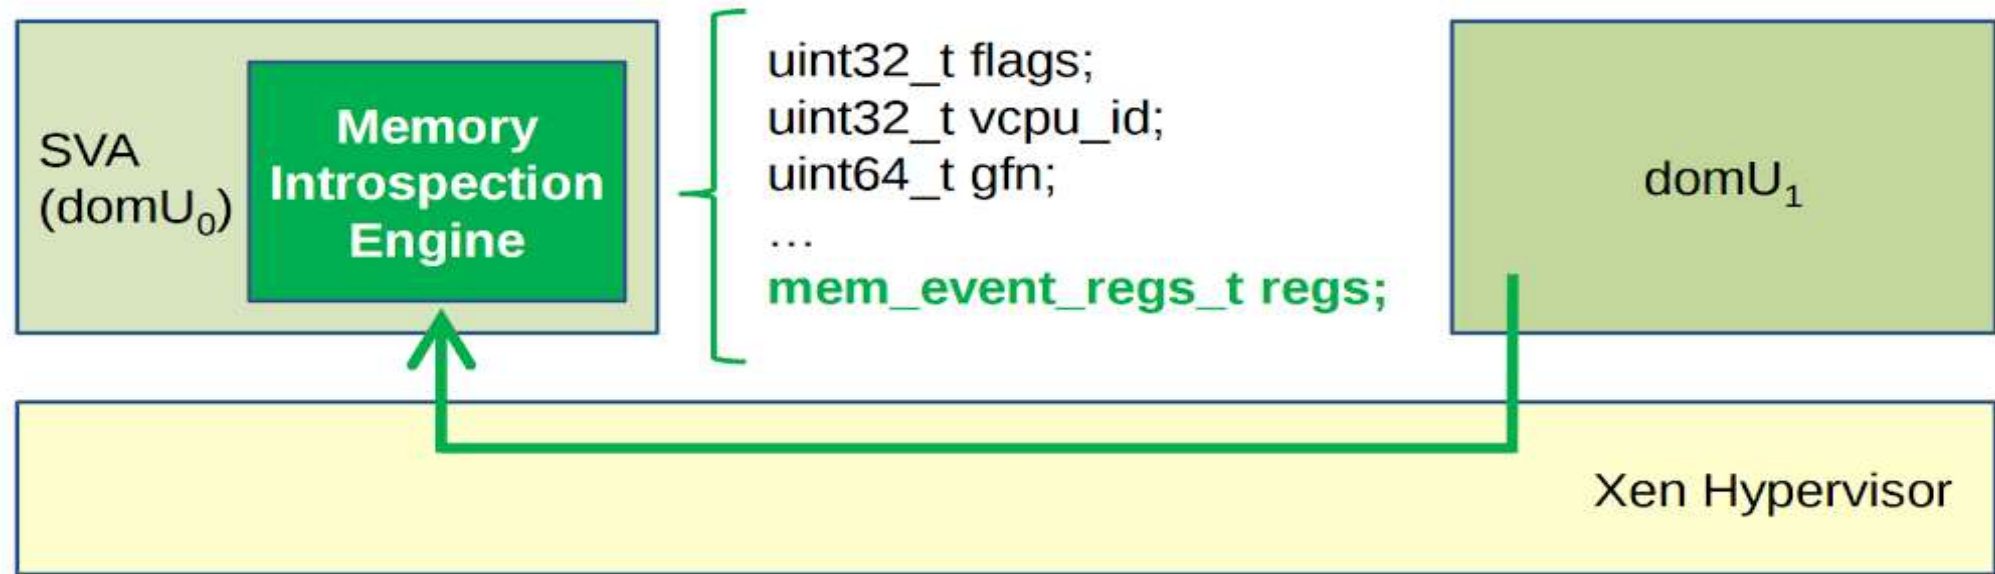 SVA
(domU₀)
Memory
Introspection
Engine
uint32_t flags;
uint32_t vcpu_id;
uint64_t gfn;
…
mem_event_regs_t regs;
domU₁
Xen Hypervisor